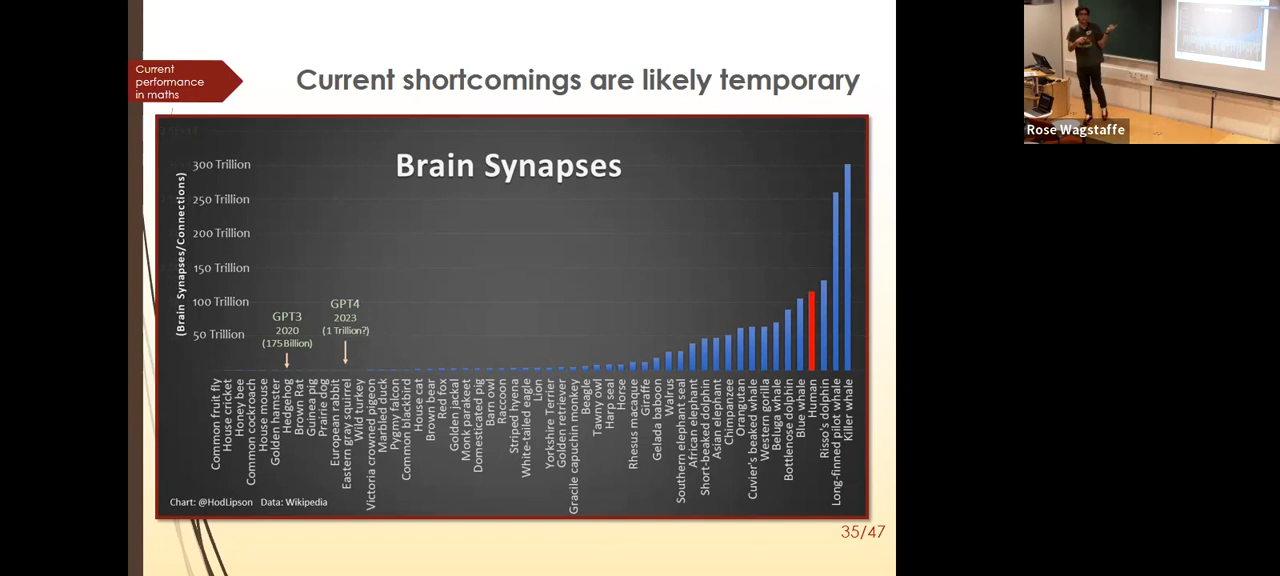 Current
performance
in maths
Current shortcomings are likely temporary
Brain Synapses
(Brain Synapses/Connections)
300 Trillion
250 Trillion
200 Trillion
150 Trillion
100 Trillion
50 Trillion
GPT3
2020
(175Billion)
GPT4
2023
(1 Trillion?)
Common fruit fly
House cricket
Honey bee
Common cockroach
House mouse
Golden hamster
Hedgehog
Brown Rat
Guinea pig
Prairie dog
European rabbit
Eastern gray squirrel
Wild turkey
Victoria crowned pigeon
Marbled duck
Pygmy falcon
Common blackbird
House cat
Brown bear
Red fox
Golden jackal
Monk parakeet
Domesticated pig
Barn owl
Raccoon
Striped hyena
White-tailed eagle
Lion
Yorkshire Terrier
Golden retriever
Gracile capuchin monkey
Beagle
Tawny owl
Harp seal
Horse
Rhesus macaque
Giraffe
Gelada baboon
Walrus
Southern elephant seal
African elephant
Short-beaked dolphin
Asian elephant
Chimpanzee
Orangutan
Cuvier's beaked whale
Western gorilla
Beluga whale
Bottlenose dolphin
Blue whale
Human
Risso's dolphin
Long-finned pilot whale
Killer whale
Chart: @HodLipson Data: Wikipedia
35/47
Rose Wagstaffe